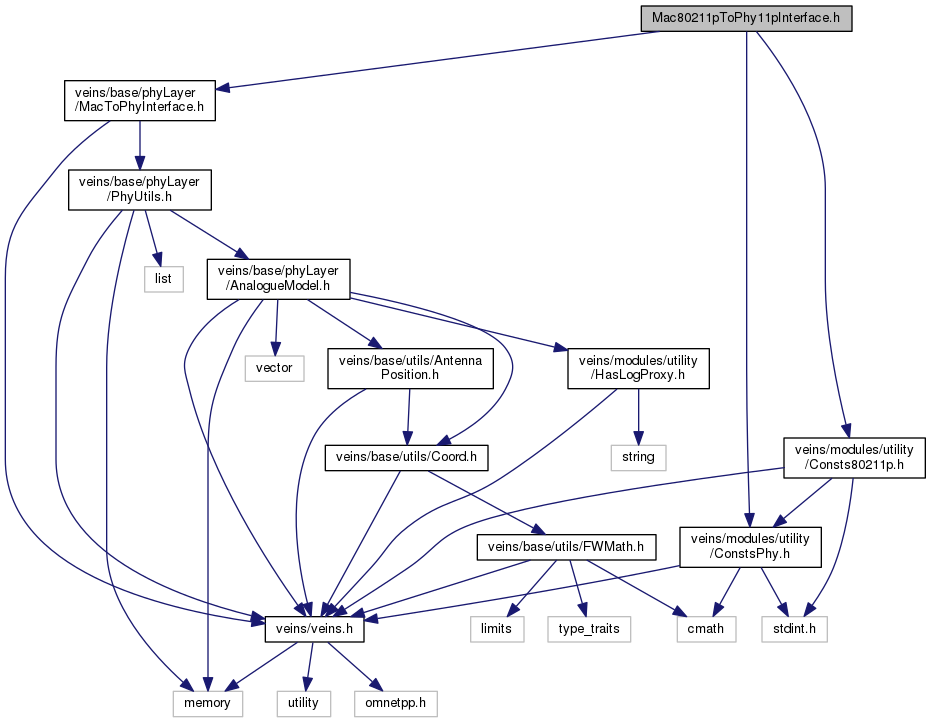 Mac80211pToPhy11pInterface.h
veins/base/phyLayer
/MacToPhyInterface.h
veins/base/phyLayer
/PhyUtils.h
list
veins/base/phyLayer
/AnalogueModel.h
vector
veins/base/utils/Antenna
Position.h
veins/modules/utility
/HasLogProxy.h
veins/base/utils/Coord.h
string
veins/modules/utility
/Consts80211p.h
veins/base/utils/FWMath.h
veins/modules/utility
/ConstsPhy.h
veins/veins.h
limits
type_traits
cmath
stdint.h
memory
utility
omnetpp.h